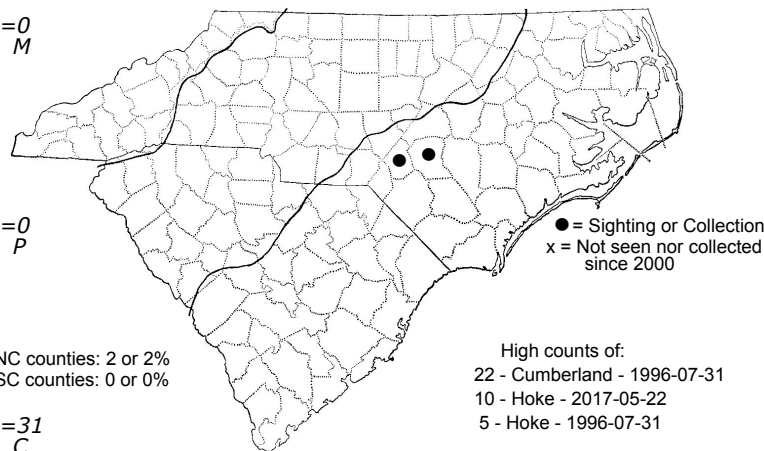 =0
M
=0
P
● = Sighting or Collection
x = Not seen nor collected
since 2000
NC counties: 2 or 2%
SC counties: 0 or 0%
High counts of:
22 - Cumberland - 1996-07-31
10 - Hoke - 2017-05-22
5 - Hoke - 1996-07-31
=31
C